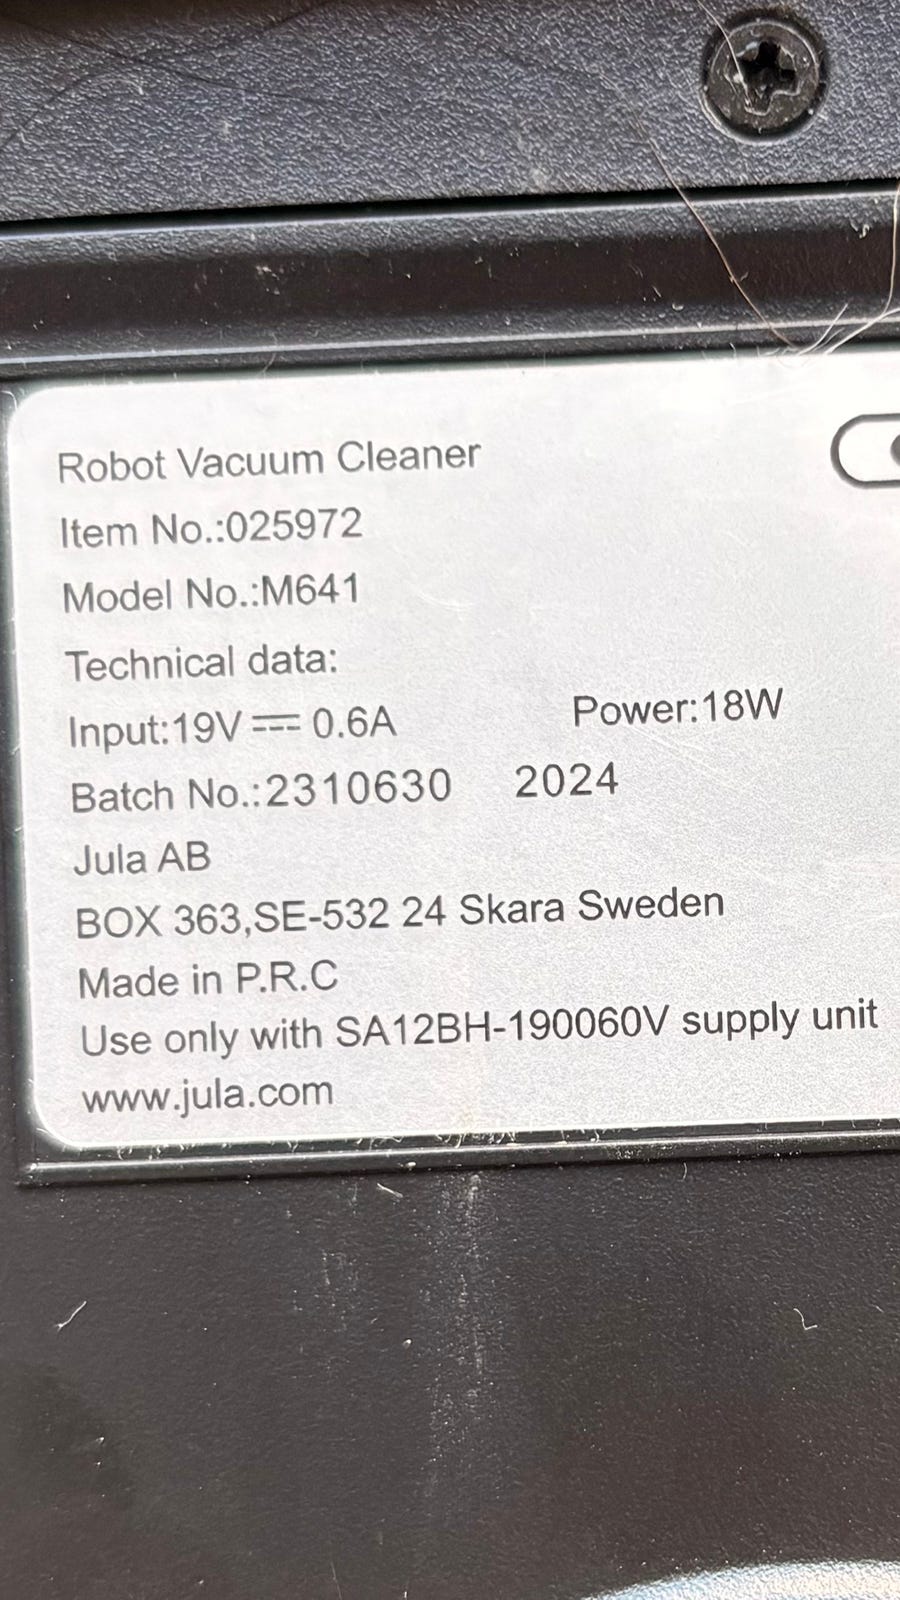 Robot Vacuum Cleaner
Item No.:025972
Model No.:M641
Technical data:
Input:19V⎓0.6A Power:18W
Batch No.:2310630 2024
Jula AB
BOX 363,SE-532 24 Skara Sweden
Made in P.R.C
Use only with SA12BH-190060V supply unit
www.jula.com